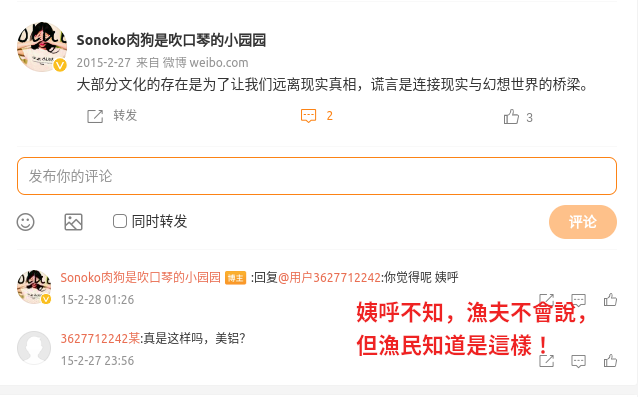 Sonoko肉狗是吹口琴的小园园
2015-2-27 来自 微博 weibo.com
大部分文化的存在是为了让我们远离现实真相，谎言是连接现实与幻想世界的桥梁。
转发
2
3
发布你的评论
同时转发
评论
Sonoko肉狗是吹口琴的小园园 博主 :回复@用户3627712242:你觉得呢 姨呼
15-2-28 01:26
姨呼不知，漁夫不會說，
3627712242某:真是这样吗，美铝？
但漁民知道是這樣！
15-2-27 23:56